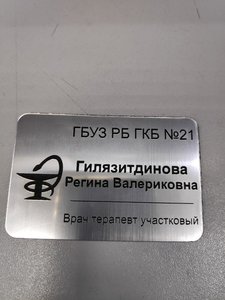 ГБУЗ РБ ГКБ №21
Гилязитдинова
Регина Валериковна
Врач терапевт участковый